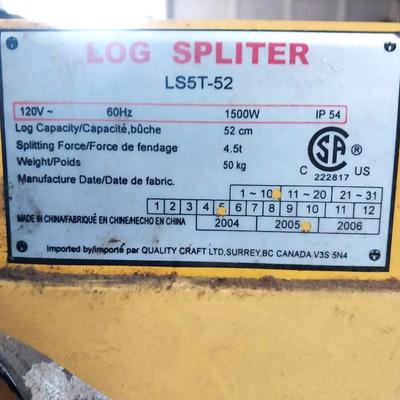 LOG SPLITER
LS5T-52
120V ~ 60Hz 1500W IP 54
Log Capacity/Capacité,bûche 52 cm
Splitting Force/Force de fendage 4.5t
Weight/Poids 50 kg
C SA ® US
222817
Manufacture Date/Date de fabric.
1 ~ 10 11 ~ 20 21 ~ 31
1 2 3 4 5 6 7 8 9 10 11 12
MADE IN CHINA/FABRIQUÉ EN CHINE/HECHO EN CHINA 2004 2005 2006
Imported by/importé par QUALITY CRAFT LTD,SURREY,BC CANADA V3S 5N4